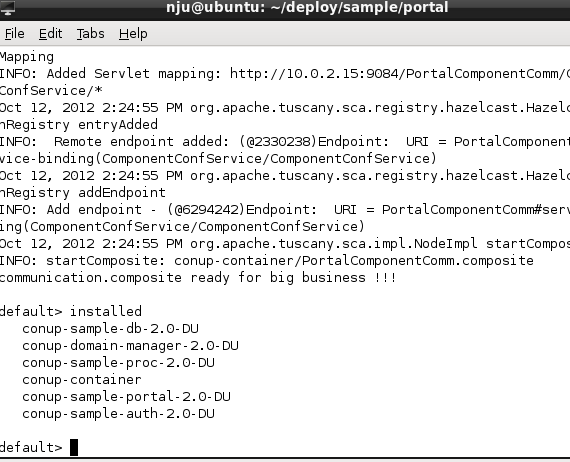 nju@ubuntu: ~/deploy/sample/portal
File Edit Tabs Help
Mapping
INFO: Added Servlet mapping: http://10.0.2.15:9084/PortalComponentComm/C
ConfService/*
Oct 12, 2012 2:24:55 PM org.apache.tuscany.sca.registry.hazelcast.Hazelc
nRegistry entryAdded
INFO:  Remote endpoint added: (@2330238)Endpoint:  URI = PortalComponent
vice-binding(ComponentConfService/ComponentConfService)
Oct 12, 2012 2:24:55 PM org.apache.tuscany.sca.registry.hazelcast.Hazelc
nRegistry addEndpoint
INFO: Add endpoint - (@6294242)Endpoint:  URI = PortalComponentComm#serv
ing(ComponentConfService/ComponentConfService)
Oct 12, 2012 2:24:55 PM org.apache.tuscany.sca.impl.NodeImpl startCompos
INFO: startComposite: conup-container/PortalComponentComm.composite
communication.composite ready for big business !!!
default> installed
conup-sample-db-2.0-DU
conup-domain-manager-2.0-DU
conup-sample-proc-2.0-DU
conup-container
conup-sample-portal-2.0-DU
conup-sample-auth-2.0-DU
default>